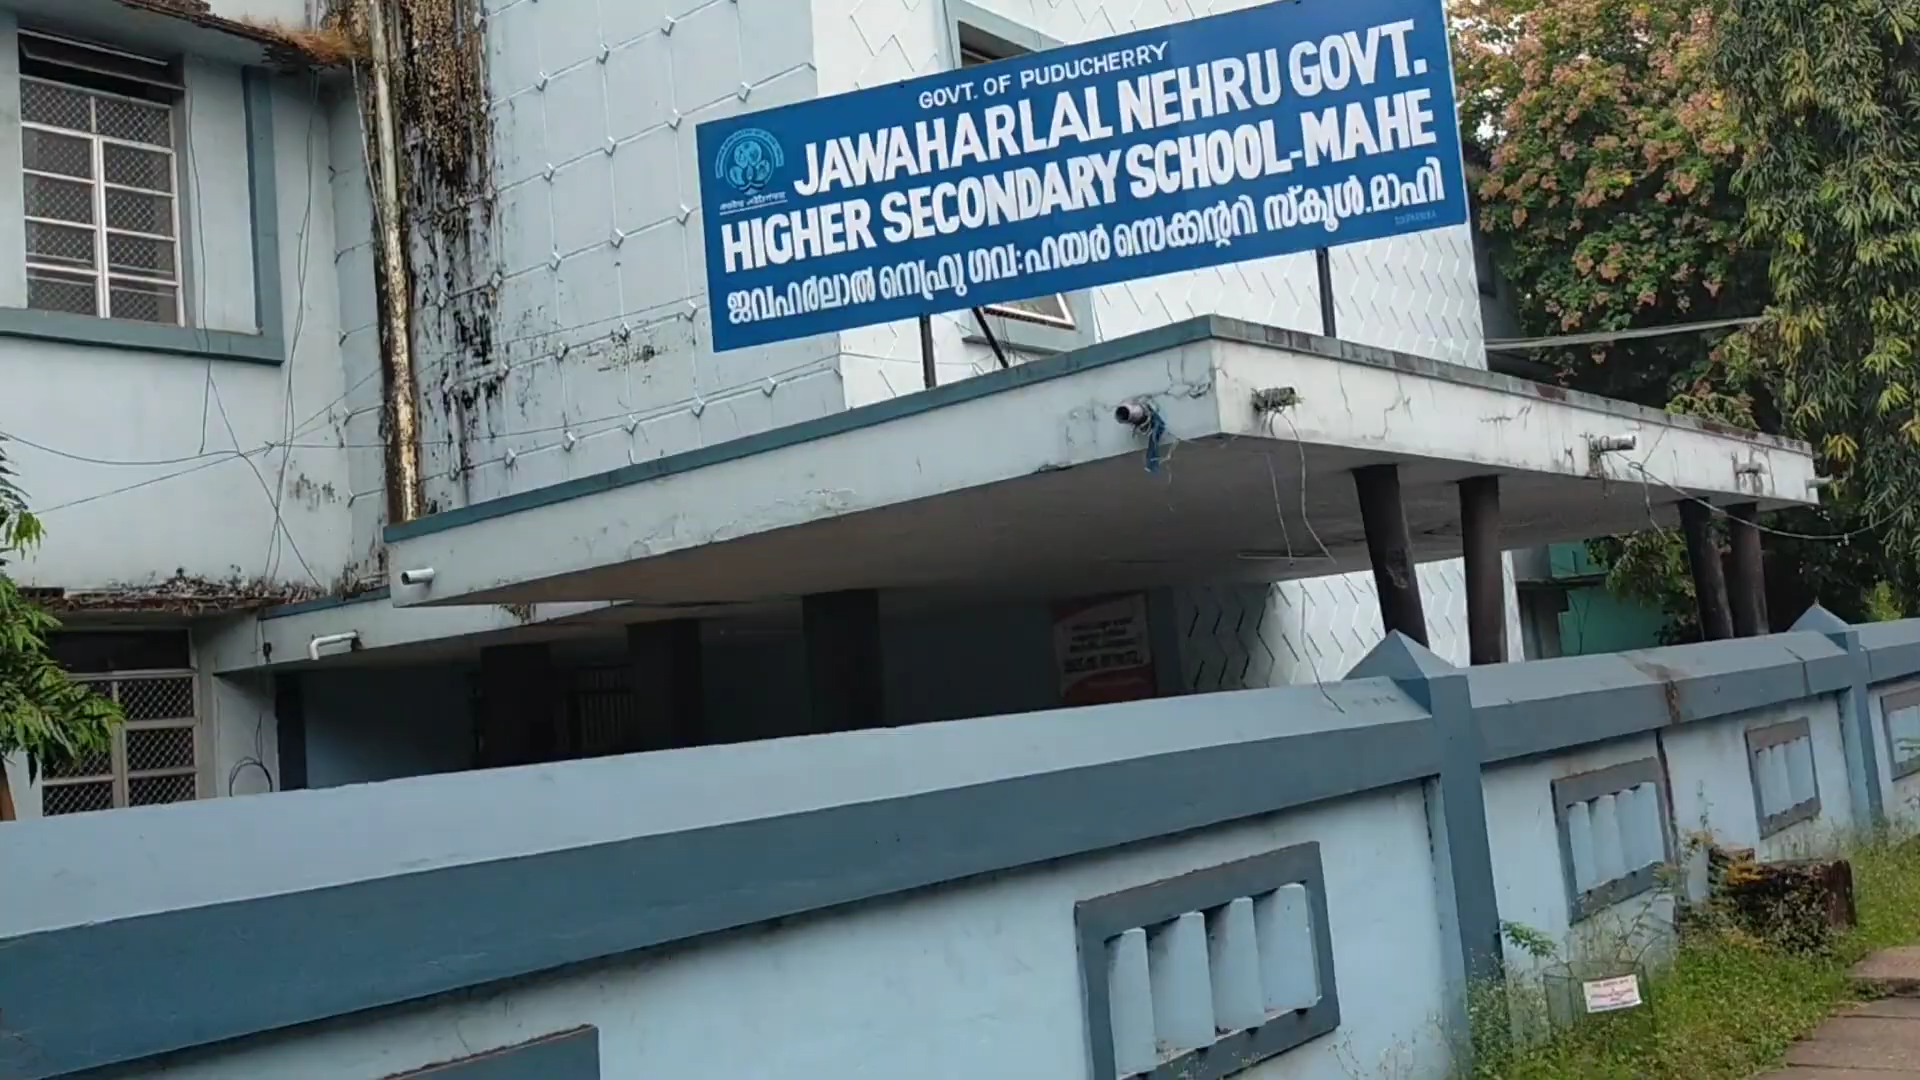 GOVT. OF PUDUCHERRY
JAWAHARLAL NEHRU GOVT.
HIGHER SECONDARY SCHOOL-MAHE
ജവഹർലാൽ നെഹ്രു ഗവ: ഹയർ സെക്കന്ററി സ്കൂൾ.മാഹി